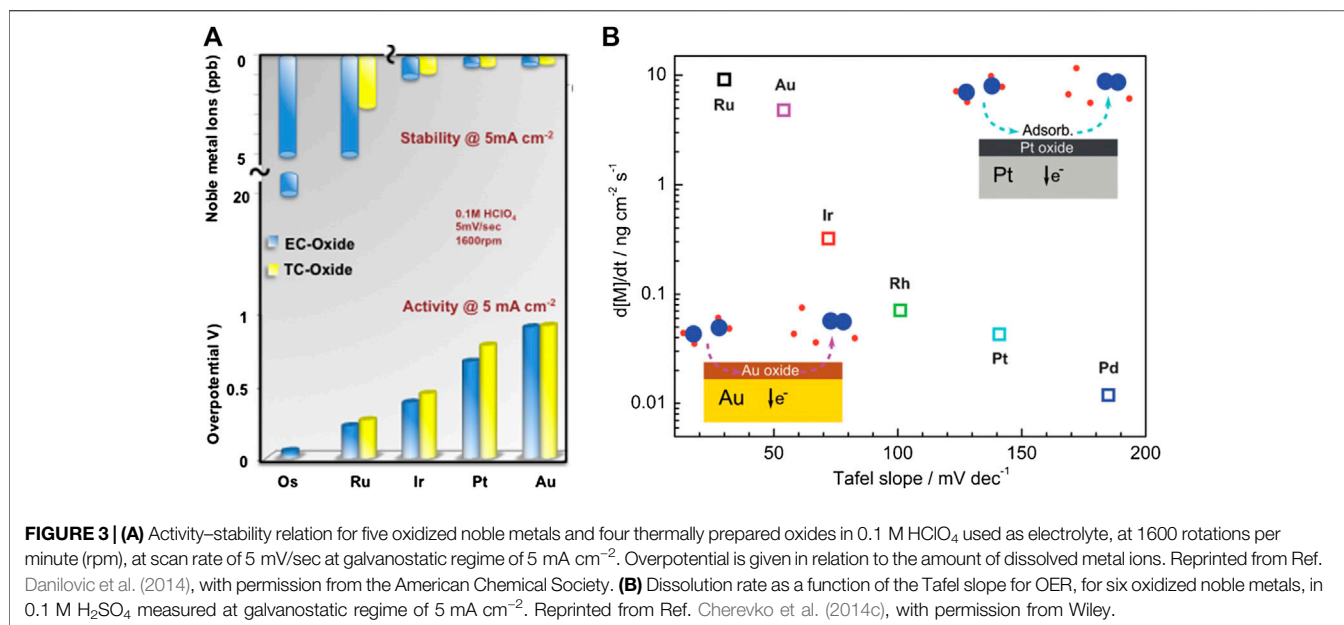 A
Noble metal Ions (ppb)
0
5
20
Stability @ 5mA cm-2
0.1M HClO4
5mV/sec
1600rpm
EC-Oxide
TC-Oxide
Activity @ 5 mA cm-2
Overpotential V)
1
0.5
0
Os Ru Ir Pt Au
B
d[M]/dt / ng cm-2 s-1
10
1
0.1
0.01
Ru
Au
Ir
Rh
Pt
Pd
Adsorb.
Pt oxide
Pt e-
Au oxide
Au e-
50 100 150 200
Tafel slope / mV dec-1
FIGURE 3 | (A) Activity–stability relation for five oxidized noble metals and four thermally prepared oxides in 0.1 M HClO4 used as electrolyte, at 1600 rotations per
minute (rpm), at scan rate of 5 mV/sec at galvanostatic regime of 5 mA cm−2. Overpotential is given in relation to the amount of dissolved metal ions. Reprinted from Ref.
Danilovic et al. (2014), with permission from the American Chemical Society. (B) Dissolution rate as a function of the Tafel slope for OER, for six oxidized noble metals, in
0.1 M H2SO4 measured at galvanostatic regime of 5 mA cm−2. Reprinted from Ref. Cherevko et al. (2014c), with permission from Wiley.